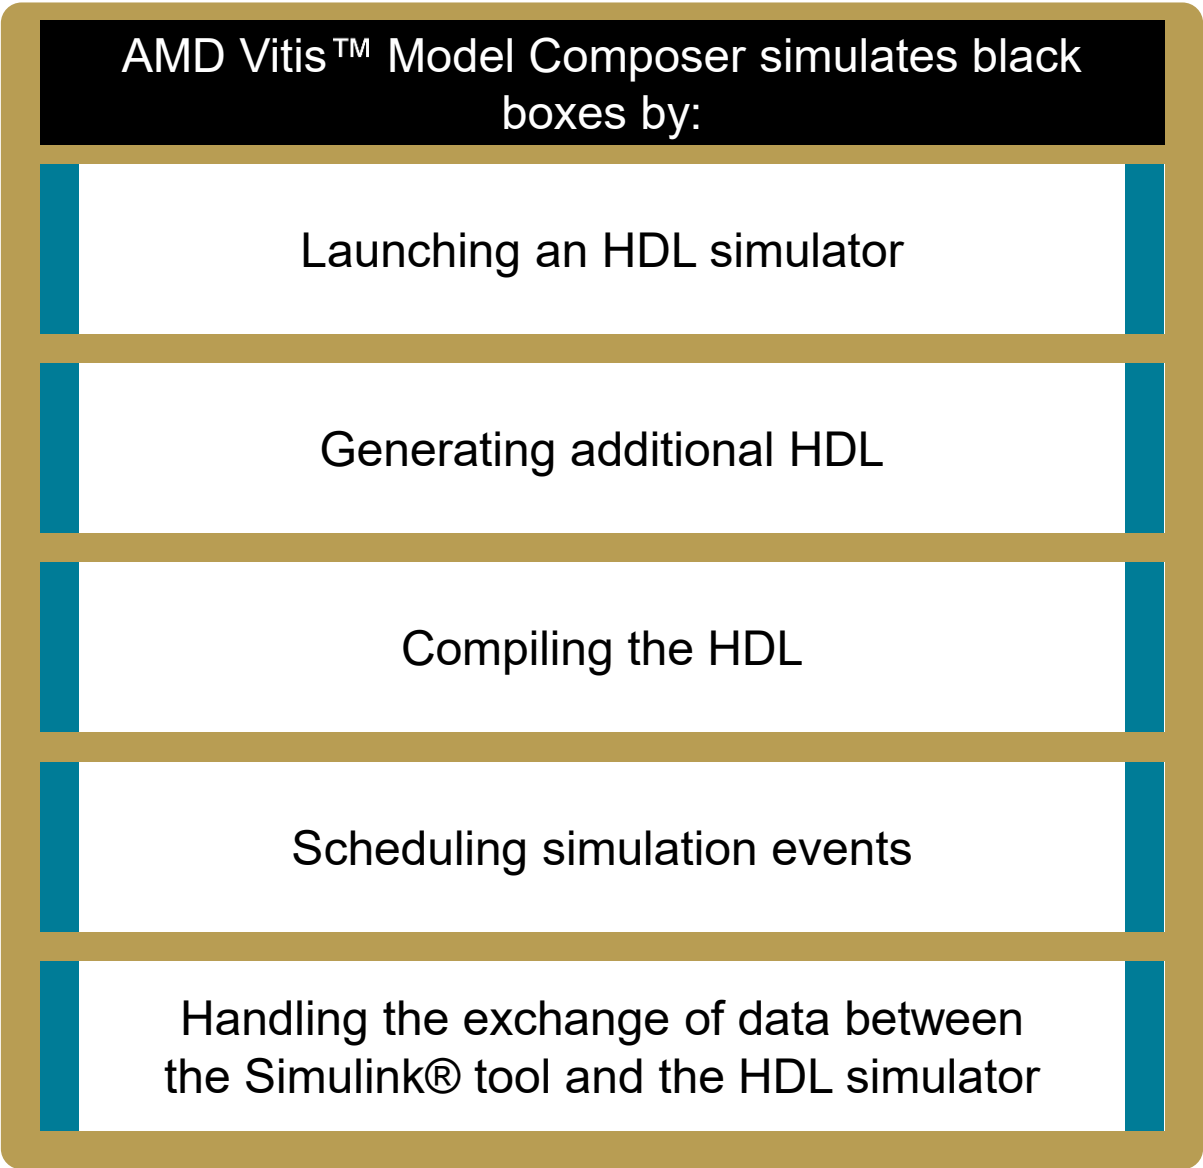 AMD Vitis™ Model Composer simulates black
boxes by:
Launching an HDL simulator
Generating additional HDL
Compiling the HDL
Scheduling simulation events
Handling the exchange of data between
the Simulink® tool and the HDL simulator